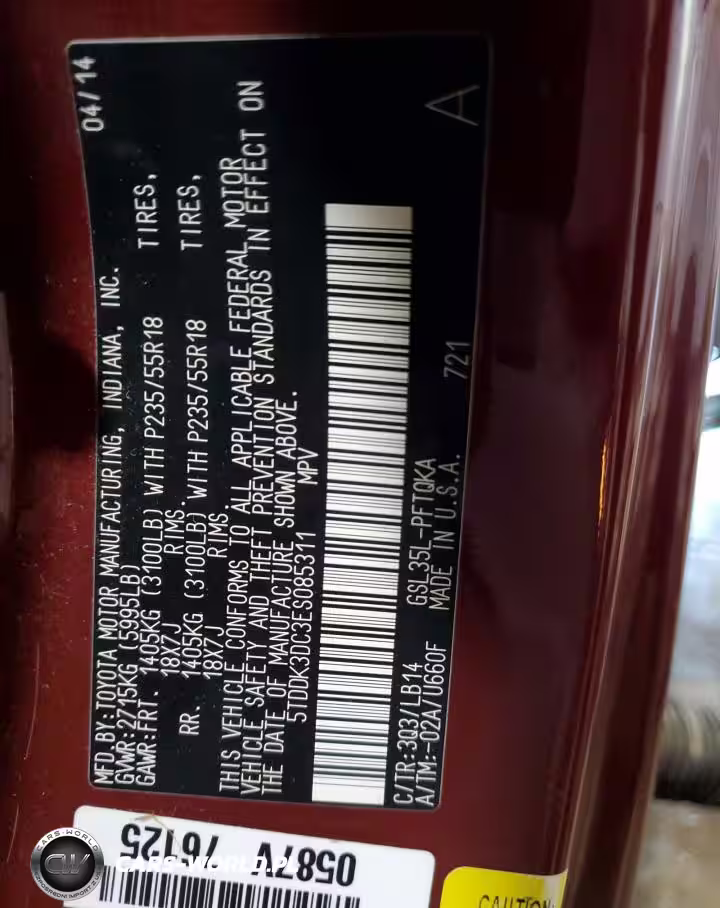 MFD.BY:TOYOTA MOTOR MANUFACTURING, INDIANA, INC. 04/14
GVWR:2715KG (5995LB)
GAWR:FRT. 1405KG (3100LB) WITH P235/55R18 TIRES,
18X7J RIMS.
RR. 1405KG (3100LB) WITH P235/55R18 TIRES,
18X7J RIMS.
THIS VEHICLE CONFORMS TO ALL APPLICABLE FEDERAL MOTOR
VEHICLE SAFETY AND THEFT PREVENTION STANDARDS IN EFFECT ON
THE DATE OF MANUFACTURE SHOWN ABOVE.
5TDDK3DC3ES085311 MPV
C/TR:3Q3/LB14 GSL35L-PFTQKA 721
A/TM:-02A/U660F MADE IN U.S.A. A
0587V 76125
CAUTION:
CARS-WORLD
CW
CARS-WORLD.PL